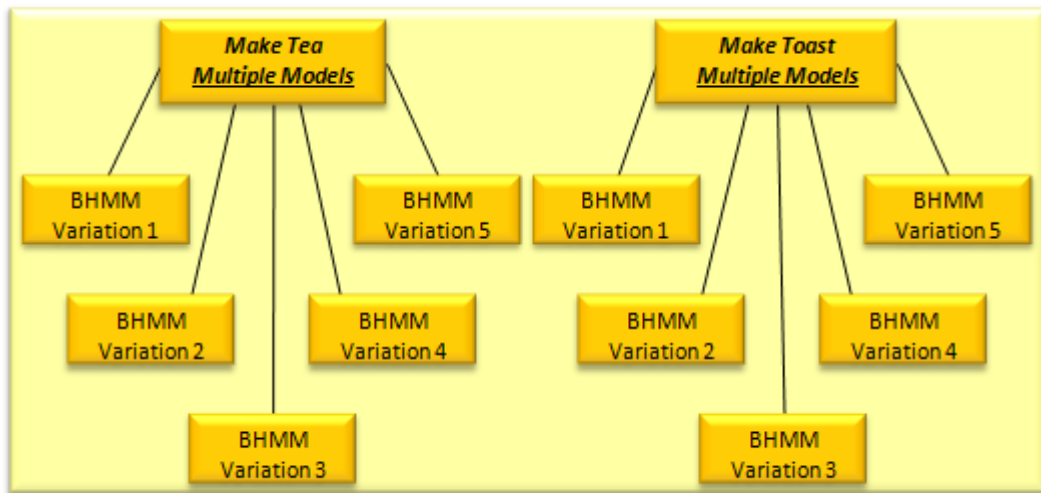 Make Tea
Multiple Models
BHMM
Variation 1
BHMM
Variation 2
BHMM
Variation 3
BHMM
Variation 4
BHMM
Variation 5
Make Toast
Multiple Models
BHMM
Variation 1
BHMM
Variation 2
BHMM
Variation 3
BHMM
Variation 4
BHMM
Variation 5